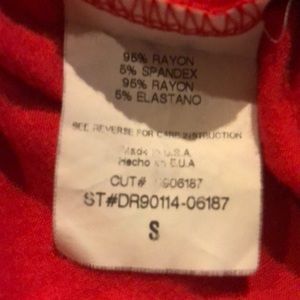 95% RAYON
5% SPANDEX
95% RAYON
5% ELASTANO
SEE REVERSE FOR CARE INSTRUCTION
Made in U.S.A
Hecho en E.U.A
CUT#
ST#DR90114-06187
S